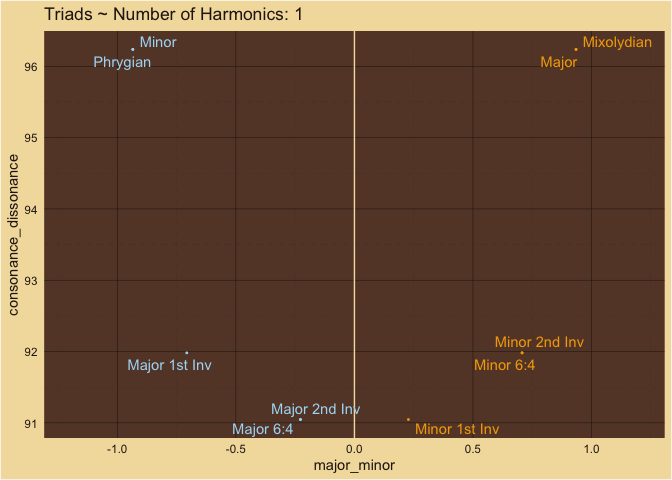 Triads ~ Number of Harmonics: 1
Minor
Mixolydian
Phrygian
Major
96
95
94
93
92
91
consonance_dissonance
Minor 2nd Inv
Major 1st Inv
Minor 6:4
Major 2nd Inv
Major 6:4
Minor 1st Inv
-1.0
-0.5
0.0
0.5
1.0
major_minor